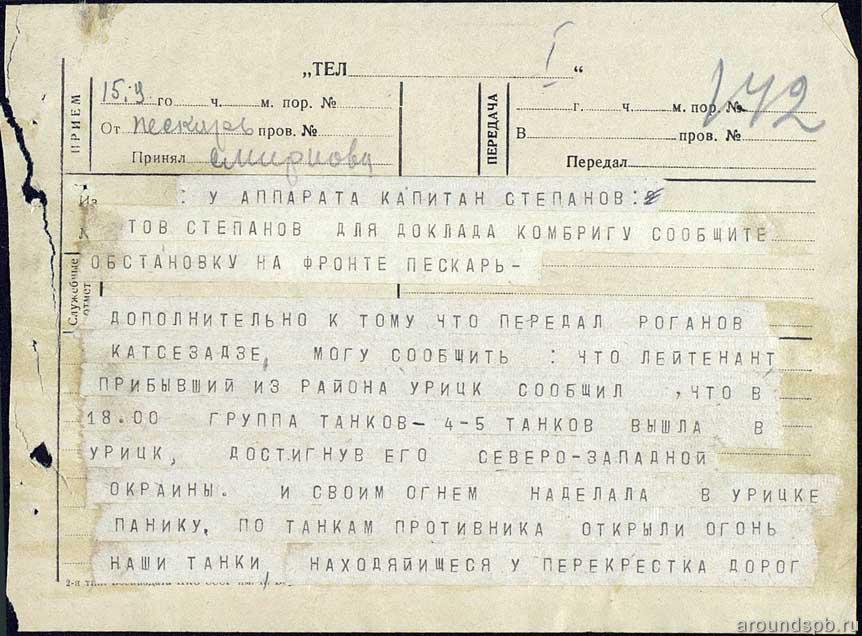 „ТЕЛ I “
ПРИЕМ
15.9 го ч. м. пор. №
От пескарь пров. №
Принял Смирнова
ПЕРЕДАЧА
г. ч. м. пор. № 142
В пров. №
Передал
Из : У АППАРАТА КАПИТАН СТЕПАНОВ:
ТОВ СТЕПАНОВ ДЛЯ ДОКЛАДА КОМБРИГУ СООБЩИТЕ
ОБСТАНОВКУ НА ФРОНТЕ ПЕСКАРЬ-
Служебные отмет
ДОПОЛНИТЕЛЬНО К ТОМУ ЧТО ПЕРЕДАЛ РОГАНОВ
КАТСЕЗАДЗЕ, МОГУ СООБЩИТЬ : ЧТО ЛЕЙТЕНАНТ,
ПРИБЫВШИЙ ИЗ РАЙОНА УРИЦК СООБЩИЛ ,ЧТО В
18.00 ГРУППА ТАНКОВ- 4-5 ТАНКОВ ВЫШЛА В
УРИЦК, ДОСТИГНУВ ЕГО СЕВЕРО-ЗАПАДНОЙ
ОКРАИНЫ. И СВОИМ ОГНЕМ НАДЕЛАЛА В УРИЦКЕ
ПАНИКУ, ПО ТАНКАМ ПРОТИВНИКА ОТКРЫЛИ ОГОНЬ
НАШИ ТАНКИ, НАХОДЯЙИЩЕСЯ У ПЕРЕКРЕСТКА ДОРОГ
aroundspb.ru